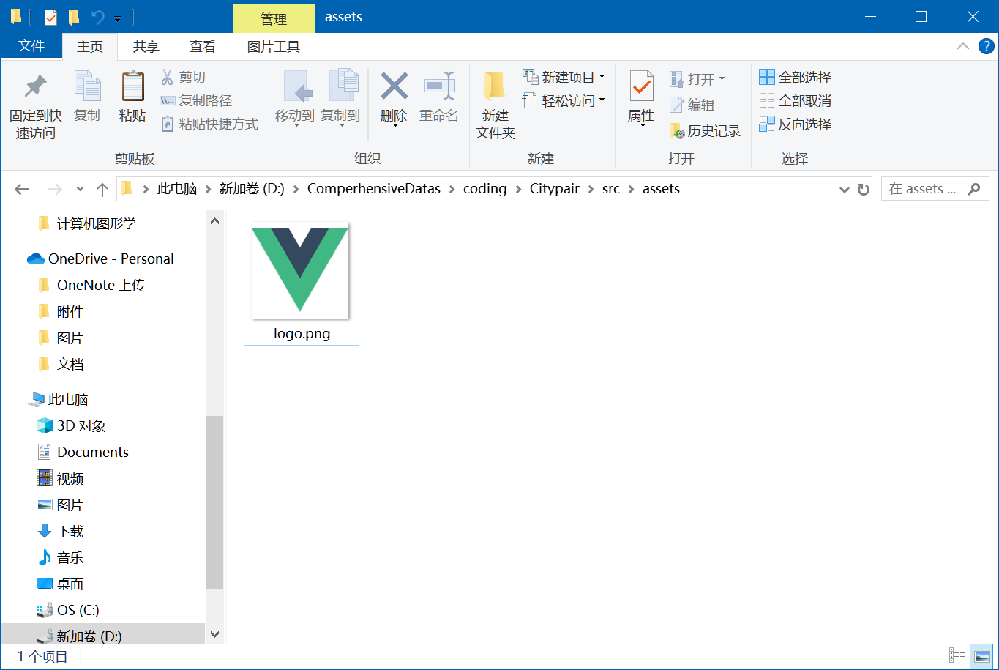 管理
assets
文件
主页
共享
查看
图片工具
?
固定到快
速访问
复制
粘贴
剪切
复制路径
粘贴快捷方式
剪贴板
移动到
复制到
删除
重命名
组织
新建
文件夹
新建项目
轻松访问
新建
属性
打开
编辑
历史记录
打开
全部选择
全部取消
反向选择
选择
此电脑 新加卷 (D:) ComperhensiveDatas coding Citypair src assets
在 assets ...
计算机图形学
OneDrive - Personal
OneNote 上传
附件
图片
文档
此电脑
3D 对象
Documents
视频
图片
下载
音乐
桌面
OS (C:)
新加卷 (D:)
logo.png
1 个项目